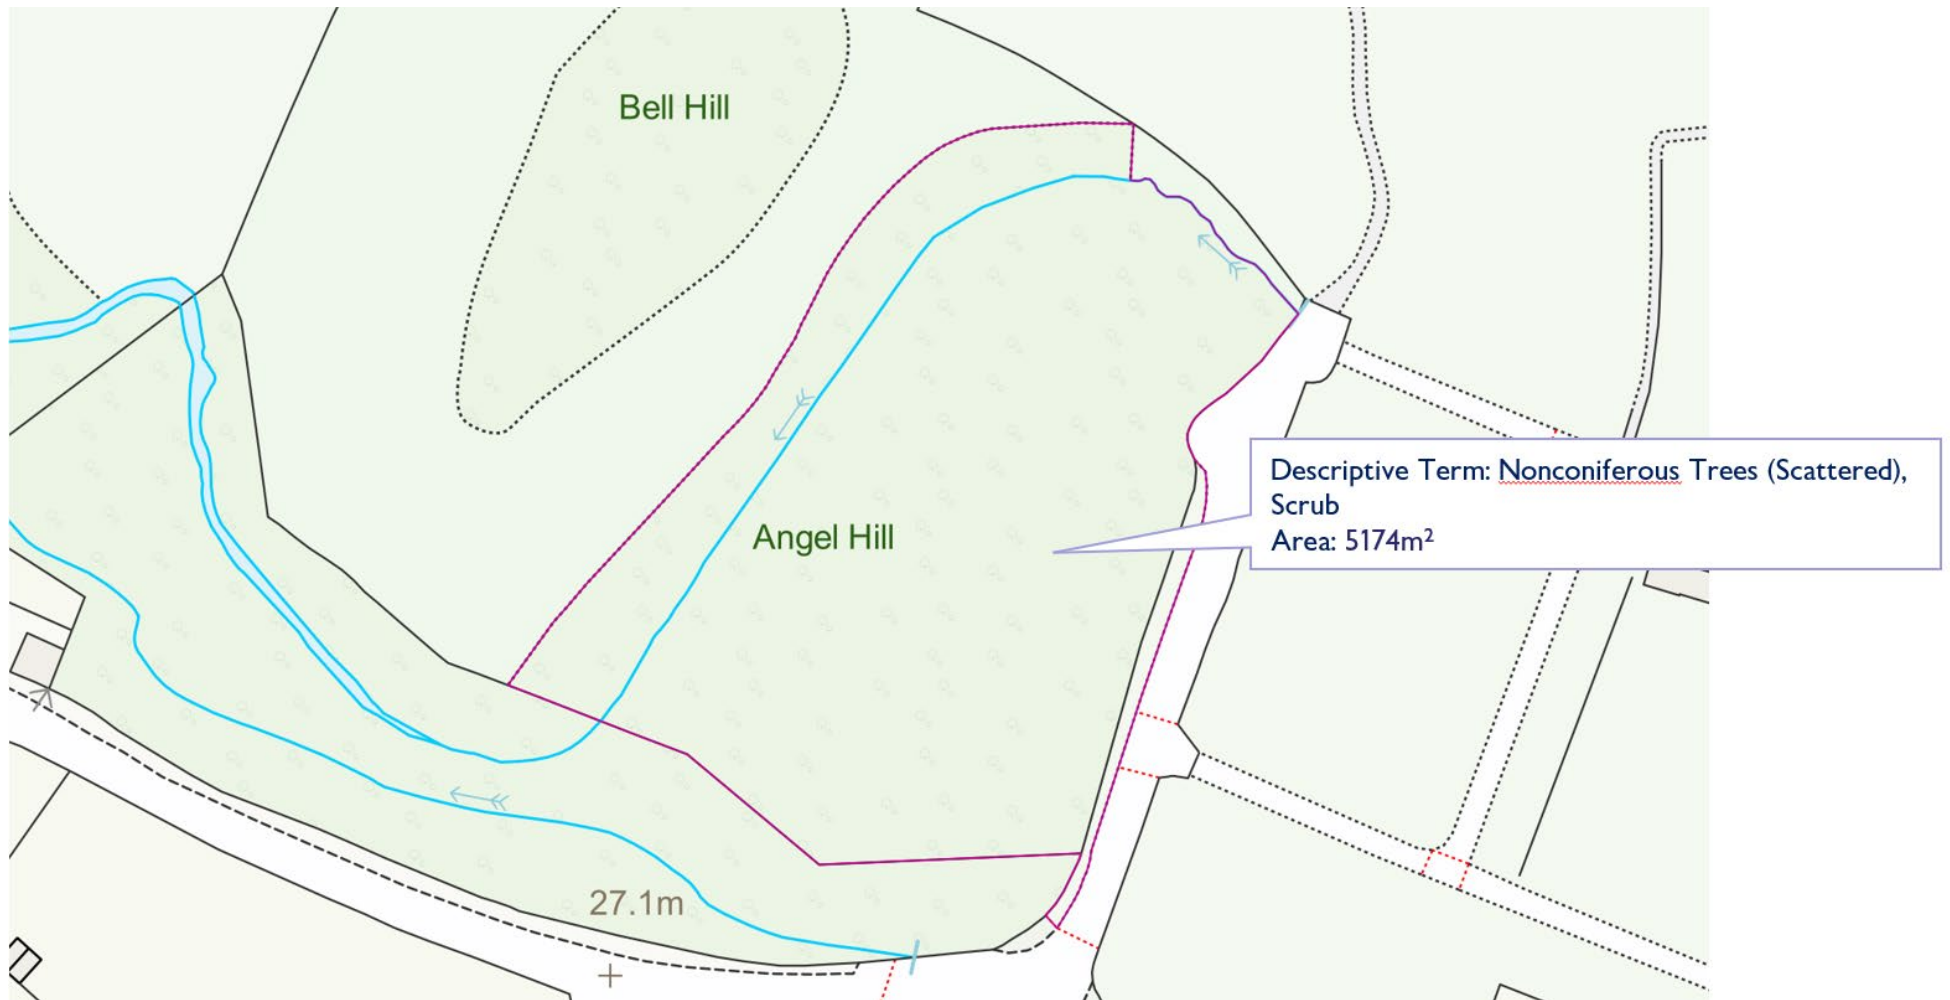 Bell Hill
Descriptive Term: Nonconiferous Trees (Scattered),
Scrub
Area: 5174m²
Angel Hill
27.1m